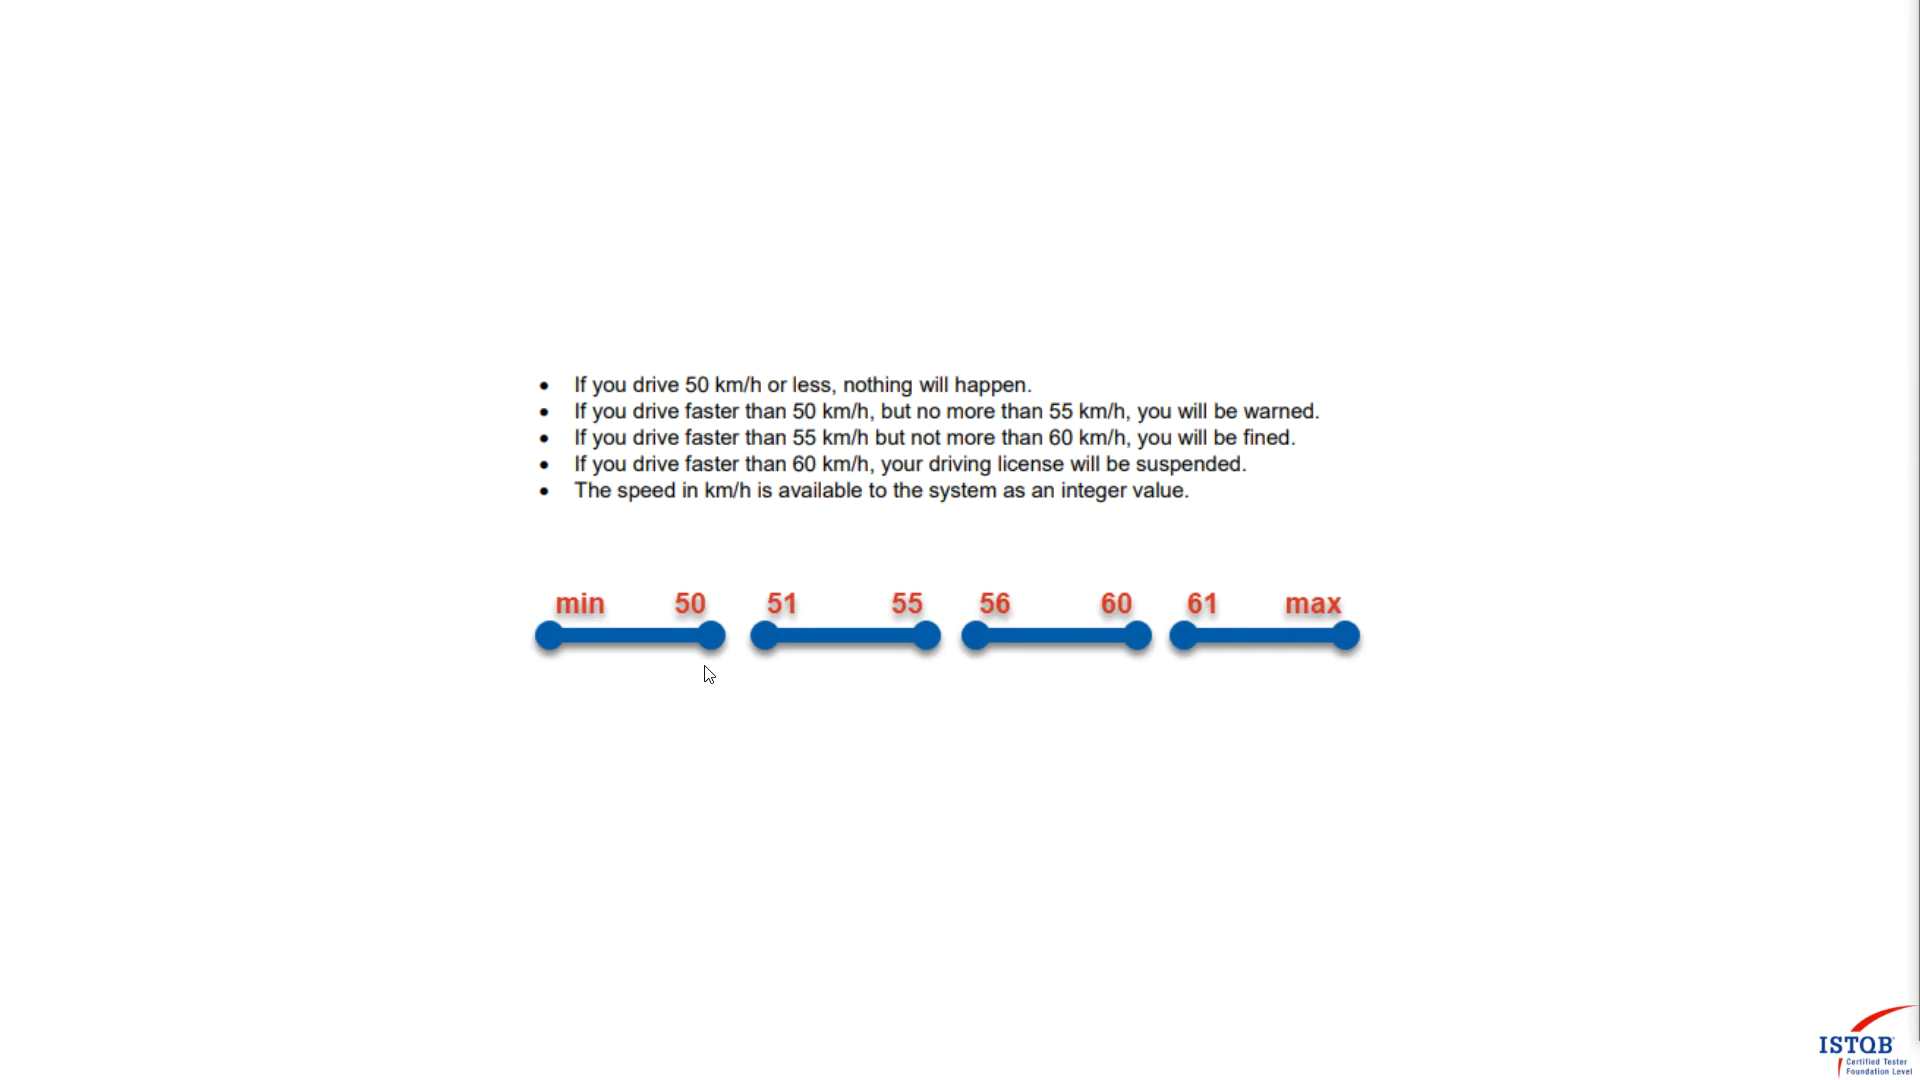 • If you drive 50 km/h or less, nothing will happen.
• If you drive faster than 50 km/h, but no more than 55 km/h, you will be warned.
• If you drive faster than 55 km/h but not more than 60 km/h, you will be fined.
• If you drive faster than 60 km/h, your driving license will be suspended.
• The speed in km/h is available to the system as an integer value.
min 50 51 55 56 60 61 max
ISTQB
Certified Tester
Foundation Level